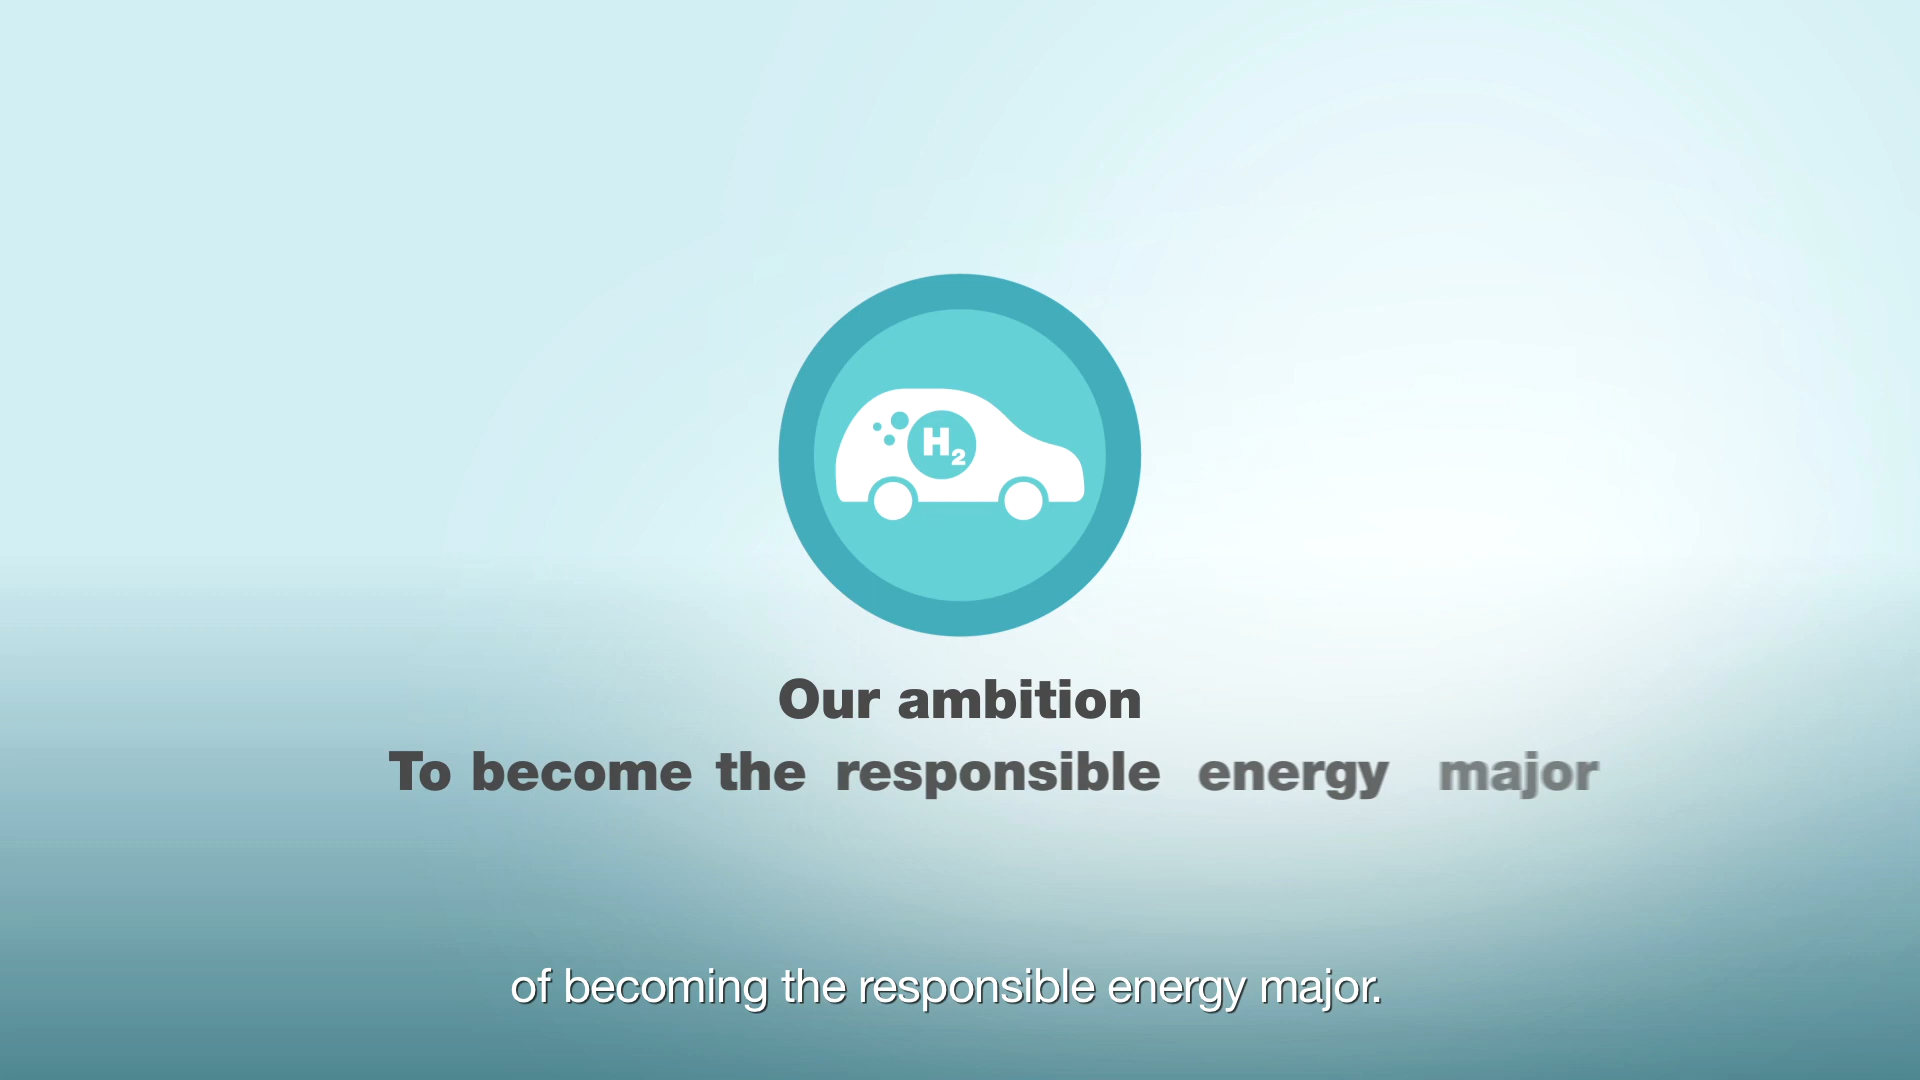 H2
Our ambition
To become the responsible energy major
of becoming the responsible energy major.